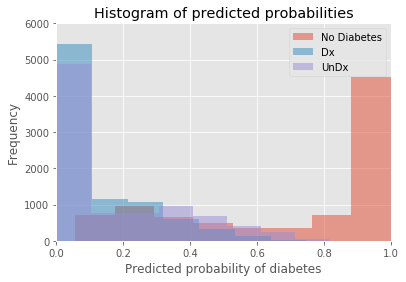 Histogram of predicted probabilities
6000
5000
4000
3000
2000
1000
0
Frequency
No Diabetes
Dx
UnDx
0.0 0.2 0.4 0.6 0.8 1.0
Predicted probability of diabetes